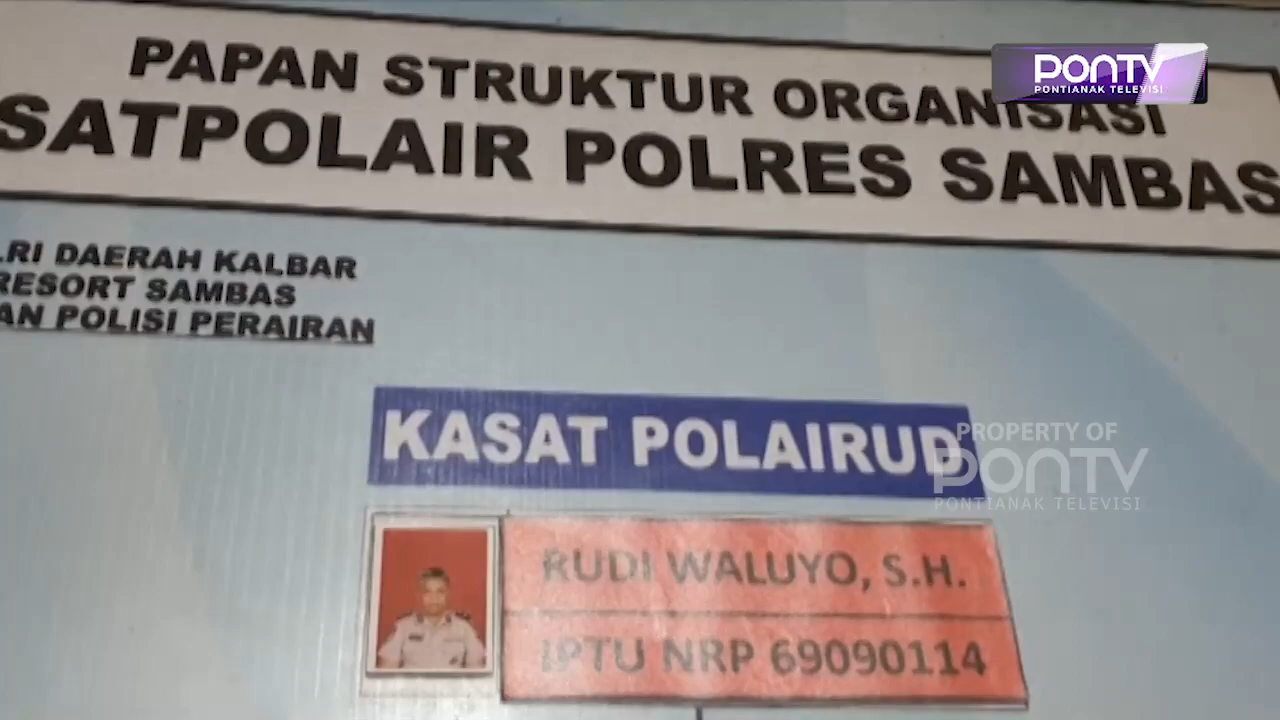 PAPAN STRUKTUR ORGANISASI
SATPOLAIR POLRES SAMBAS
PONTV
PONTIANAK TELEVISI
LRI DAERAH KALBAR
RESORT SAMBAS
AN POLISI PERAIRAN
KASAT POLAIRUD
PROPERTY OF
PONTV
PONTIANAK TELEVISI
RUDI WALUYO, S.H.
IPTU NRP 69090114